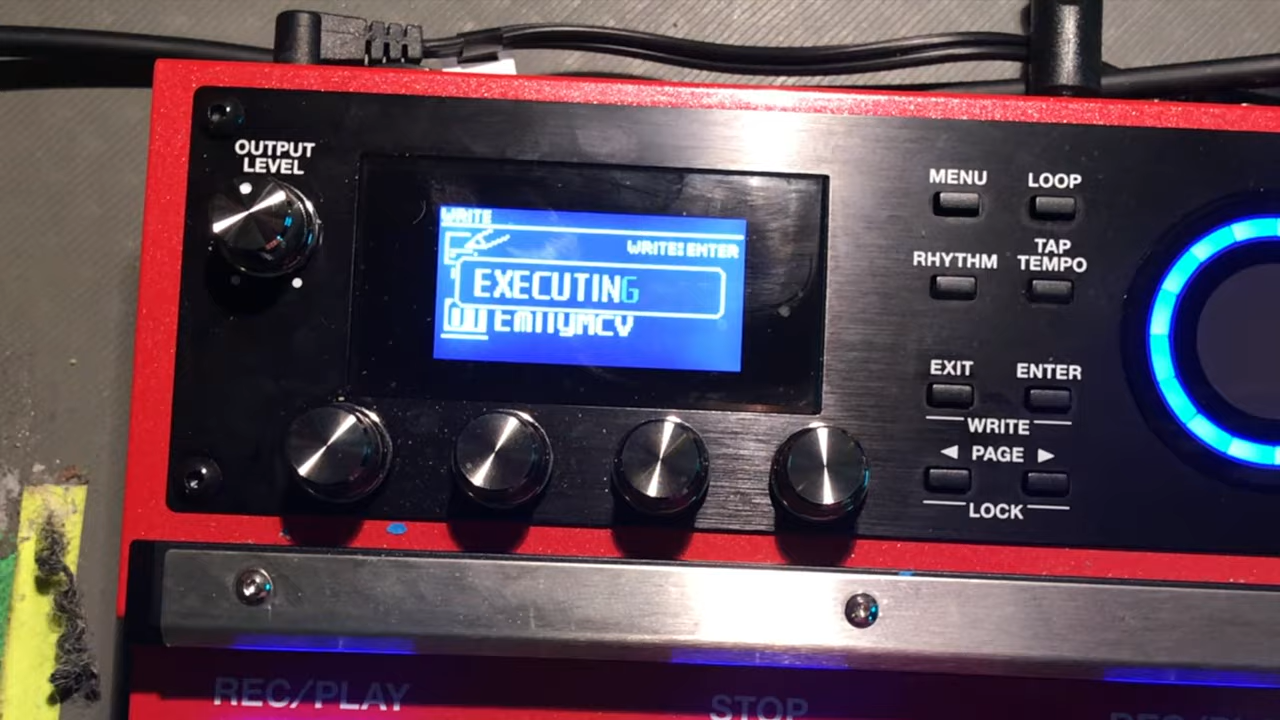 OUTPUT
LEVEL
WRITE
WRITE:ENTER
EXECUTING
EmilyMcV
MENU
LOOP
RHYTHM
TAP
TEMPO
EXIT
ENTER
WRITE
◀ PAGE ▶
LOCK
REC/PLAY
STOP